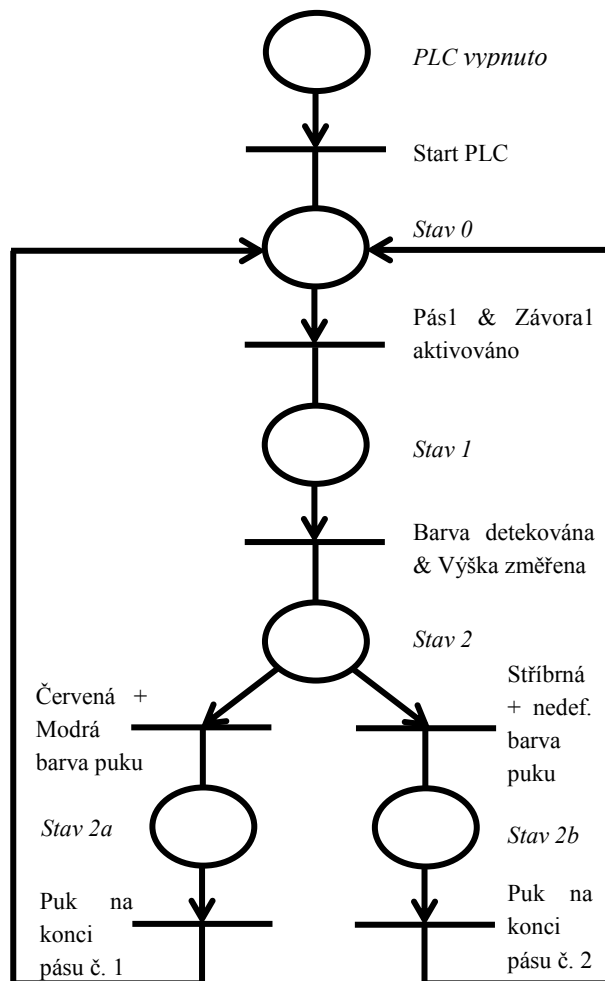 PLC vypnuto
Start PLC
Stav 0
Pás1 & Závora1
aktivováno
Stav 1
Barva detekována
& Výška změřena
Stav 2
Červená +
Modrá
barva puku
Stříbrná
+ nedef.
barva
puku
Stav 2a
Stav 2b
Puk na
konci
pásu č. 1
Puk na
konci
pásu č. 2